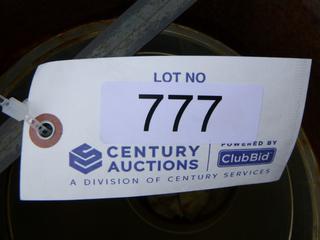 LOT NO
777
CENTURY
AUCTIONS
POWERED BY
ClubBid
A DIVISION OF CENTURY SERVICES